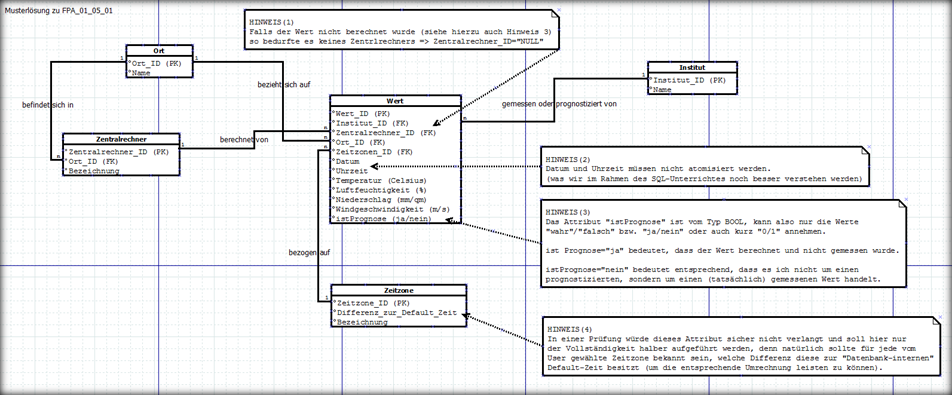 Musterlösung zu FPA_01_05_01
HINWEIS(1)
Falls der Wert nicht berechnet wurde (siehe hierzu auch Hinweis 3)
so bedurfte es keines Zentrlrechners => Zentralrechner_ID="NULL"
Ort
°Ort_ID (PK)
°Name
1
1
befindet sich in
bezieht sich auf
Institut
°Institut_ID (PK)
°Name
1
gemessen oder prognostiziert von
m
Zentralrechner
°Zentralrechner_ID (PK)
°Ort_ID (FK)
°Bezeichnung
m
1
berechnet von
Wert
°Wert_ID (PK)
°Institut_ID (FK)
°Zentralrechner_ID (FK)
°Ort_ID (FK)
°Zeitzonen_ID (FK)
°Datum
°Uhrzeit
°Temperatur (Celsius)
°Luftfeuchtigkeit (%)
°Niederschlag (mm/qm)
°Windgeschwindigkeit (m/s)
°istPrognose (ja/nein)
m
m
m
HINWEIS(2)
Datum und Uhrzeit müssen nicht atomisiert werden.
(was wir im Rahmen des SQL-Unterrichtes noch besser verstehen werden)
HINWEIS(3)
Das Attribut "istPrognose" ist vom Typ BOOL, kann also nur die Werte
"wahr"/"falsch" bzw. "ja/nein" oder auch kurz "0/1" annehmen.
ist Prognose="ja" bedeutet, dass der Wert berechnet und nicht gemessen wurde.
istPrognose="nein" bedeutet entsprechend, dass es ich nicht um einen
prognostizierten, sondern um einen (tatsächlich) gemessenen Wert handelt.
bezogen auf
1
Zeitzone
°Zeitzone_ID (PK)
°Differenz_zur_Default_Zeit
°Bezeichnung
HINWEIS(4)
In einer Prüfung würde dieses Attribut sicher nicht verlangt und soll hier nur
der Vollständigkeit halber aufgeführt werden, denn natürlich sollte für jede vom
User gewählte Zeitzone bekannt sein, welche Differenz diese zur "Datenbank-internen"
Default-Zeit besitzt (um die entsprechende Umrechnung leisten zu können).